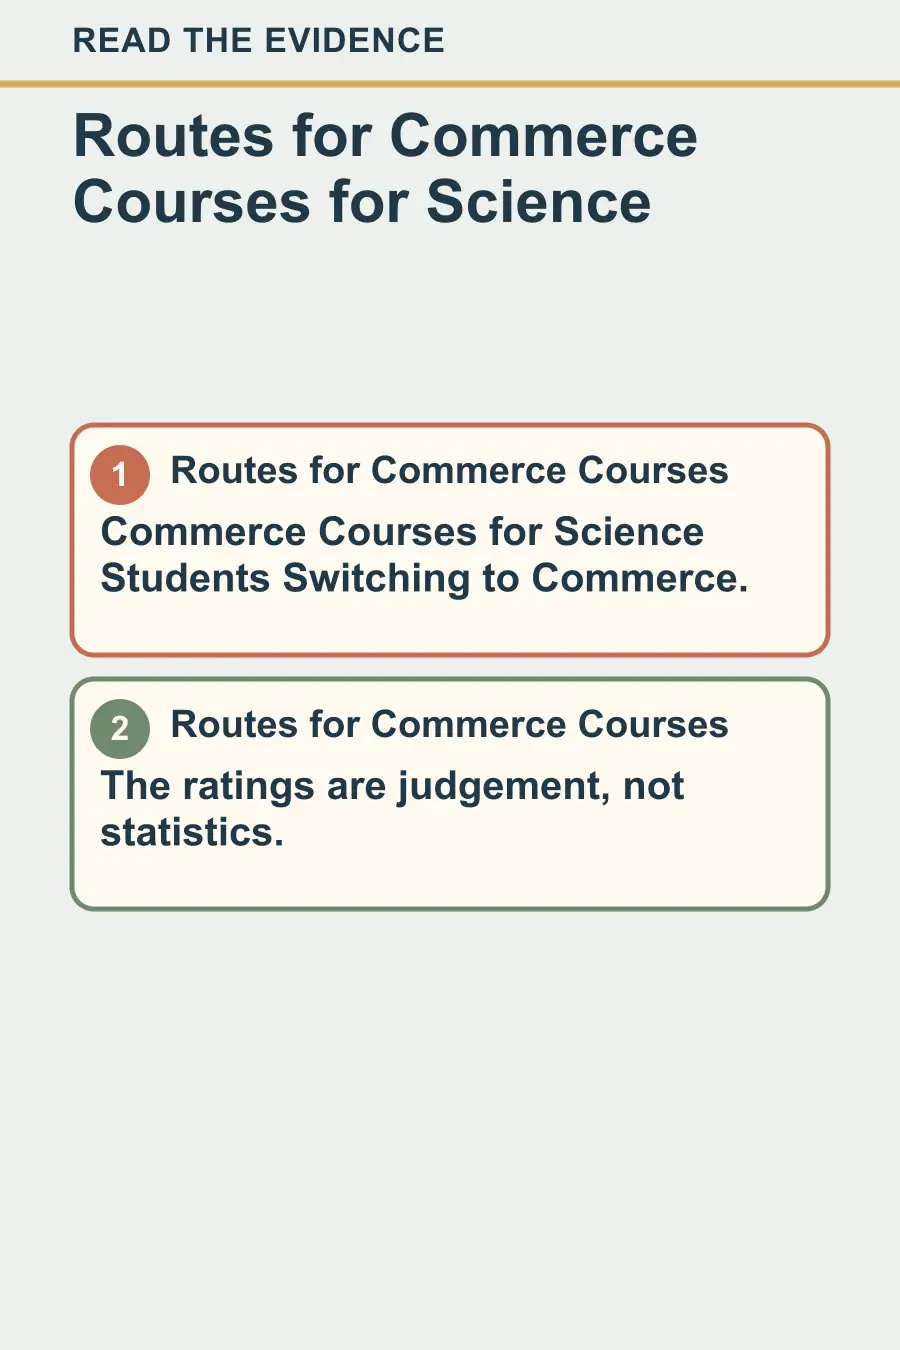 READ THE EVIDENCE
Routes for Commerce
Courses for Science
1 Routes for Commerce Courses
Commerce Courses for Science
Students Switching to Commerce.
2 Routes for Commerce Courses
The ratings are judgement, not
statistics.